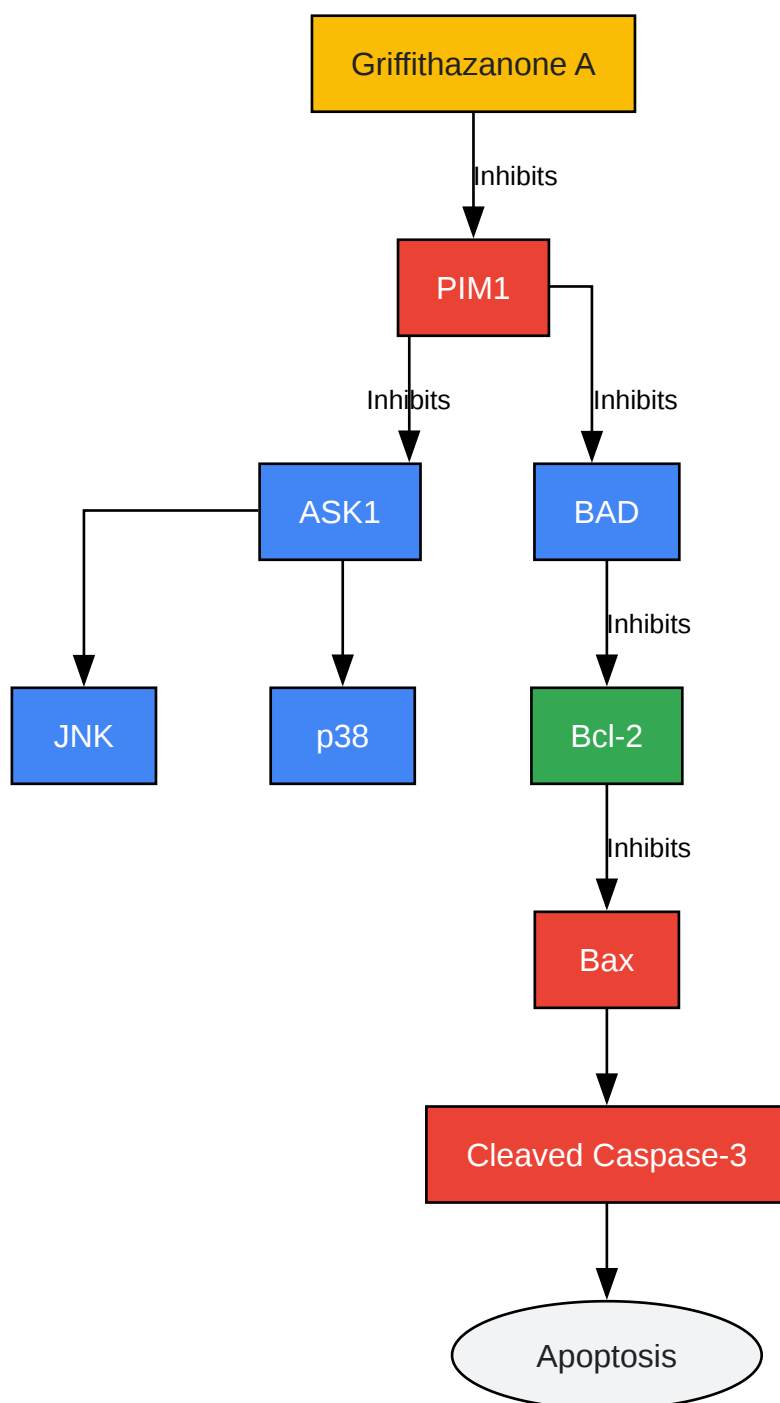 Griffithazanone A
Inhibits
PIM1
Inhibits
Inhibits
ASK1
BAD
Inhibits
JNK
p38
Bcl-2
Inhibits
Bax
Cleaved Caspase-3
Apoptosis